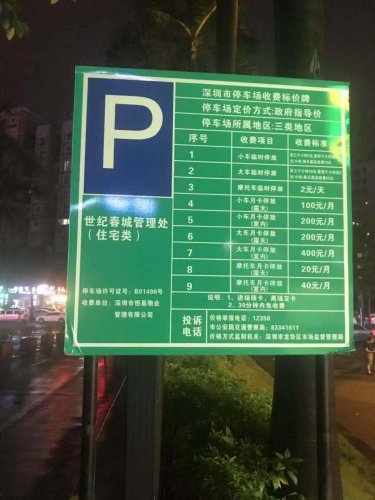 P
世纪春城管理处
(住宅类)
停车场许可证号: B01496号
收费单位: 深圳市恒基物业
管理有限公司
深圳市停车场收费标价牌
停车场定价方式:政府指导价
停车场所属地区:三类地区
序号 收费项目 收费标准
1 小车临时停放
2 大车临时停放
3 摩托车临时停放 2元/天
4 小车月卡停放(露天) 100元/月
5 小车月卡停放(室内) 200元/月
6 大车月卡停放(露天) 200元/月
7 大车月卡停放(室内) 400元/月
8 摩托车月卡停放(露天) 20元/月
9 摩托车月卡停放(室内) 40元/月
说明: 1、进场领卡、离场交卡
2、30分钟内免收费
投诉电话
价格举报电话: 12358
市公安局交通警察局: 83341611
价格方式监制机关: 深圳市龙华区市场监督管理局